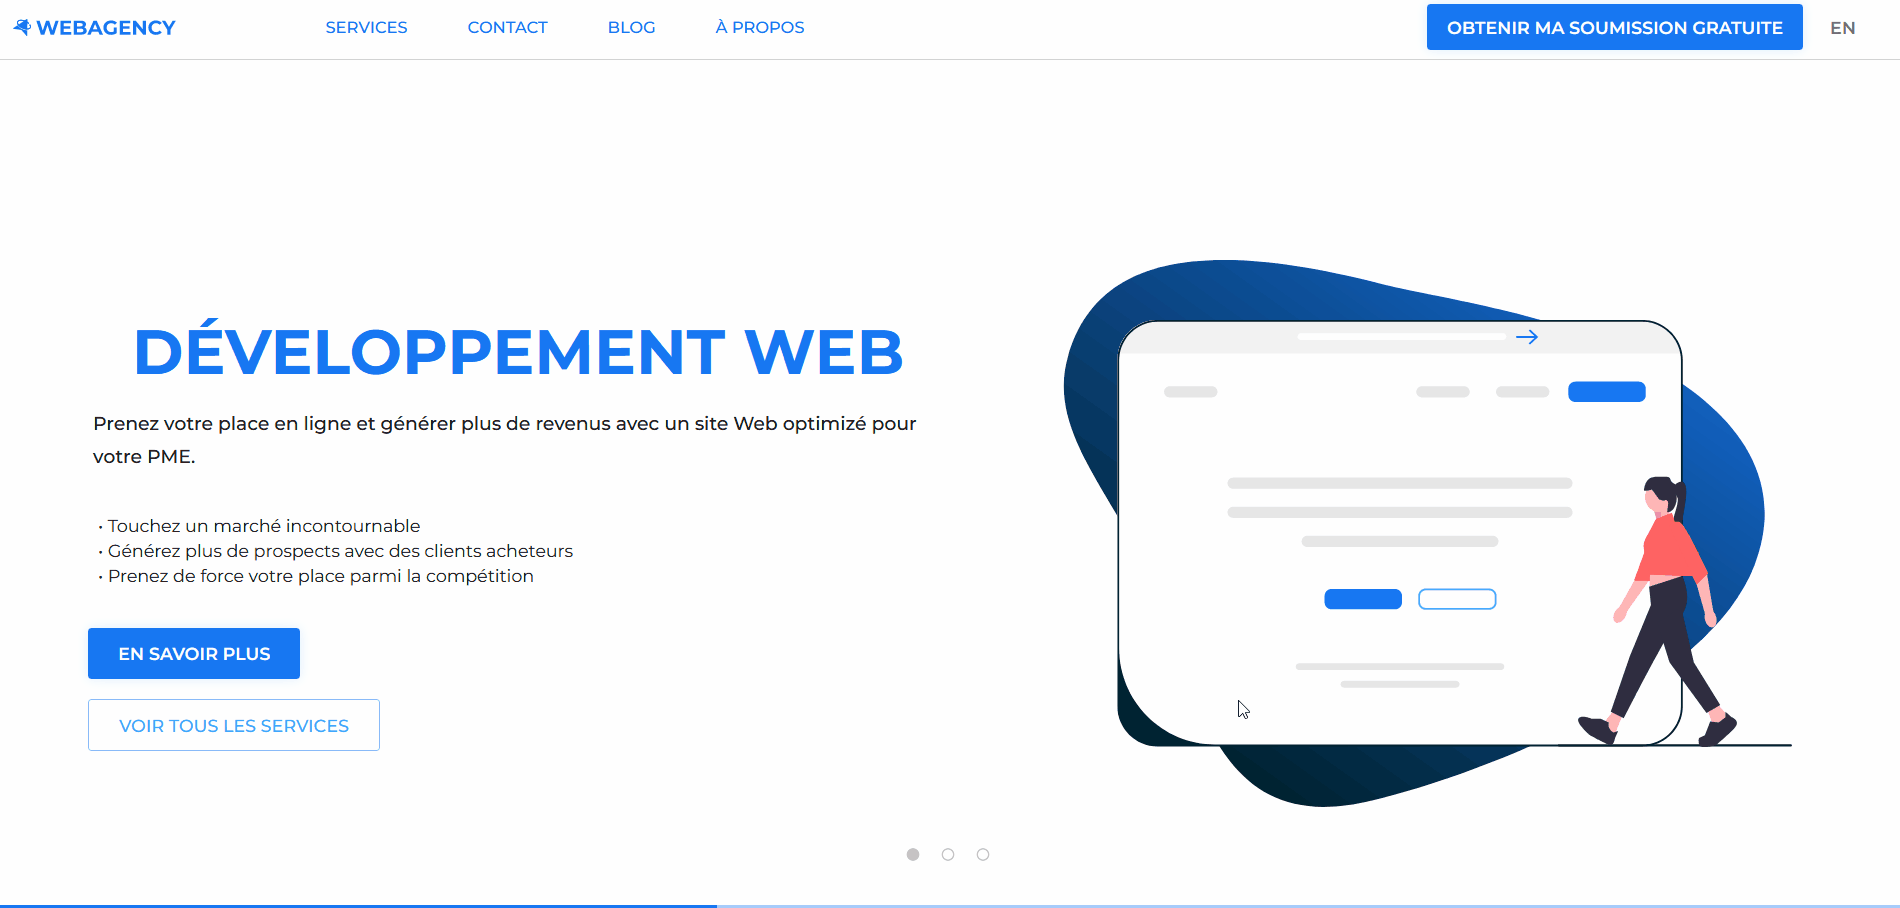 WEBAGENCY
SERVICES
CONTACT
BLOG
À PROPOS
OBTENIR MA SOUMISSION GRATUITE
EN
DÉVELOPPEMENT WEB
Prenez votre place en ligne et générer plus de revenus avec un site Web optimizé pour
votre PME.
• Touchez un marché incontournable
• Générez plus de prospects avec des clients acheteurs
• Prenez de force votre place parmi la compétition
EN SAVOIR PLUS
VOIR TOUS LES SERVICES